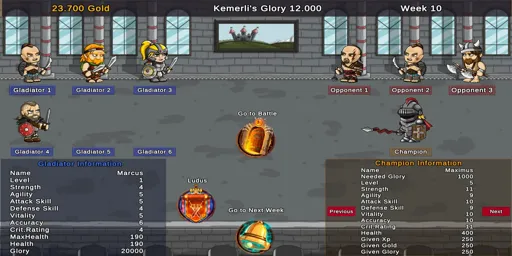 23.700 Gold
Kemerli's Glory 12.000
Week 10
Gladiator 1
Gladiator 2
Gladiator 3
Opponent 1
Opponent 2
Opponent 3
Go to Battle
Gladiator 4
Gladiator 5
Gladiator 6
Champion
Gladiator Information
Name Marcus
Level 1
Strength 4
Agility 5
Attack Skill 4
Defense Skill 4
Vitality 5
Accuracy 6
Crit.Rating 4
MaxHealth 190
Health 190
Glory 20000
Ludus
Go to Next Week
Champion Information
Name Maximus
Needed Glory 1000
Level 5
Strength 11
Agility 9
Attack Skill 10
Defense Skill
Vitality 10
Accuracy 10
Crit.Rating 11
Health 400
Given Xp 250
Given Gold 250
Given Glory 250
Previous
Next